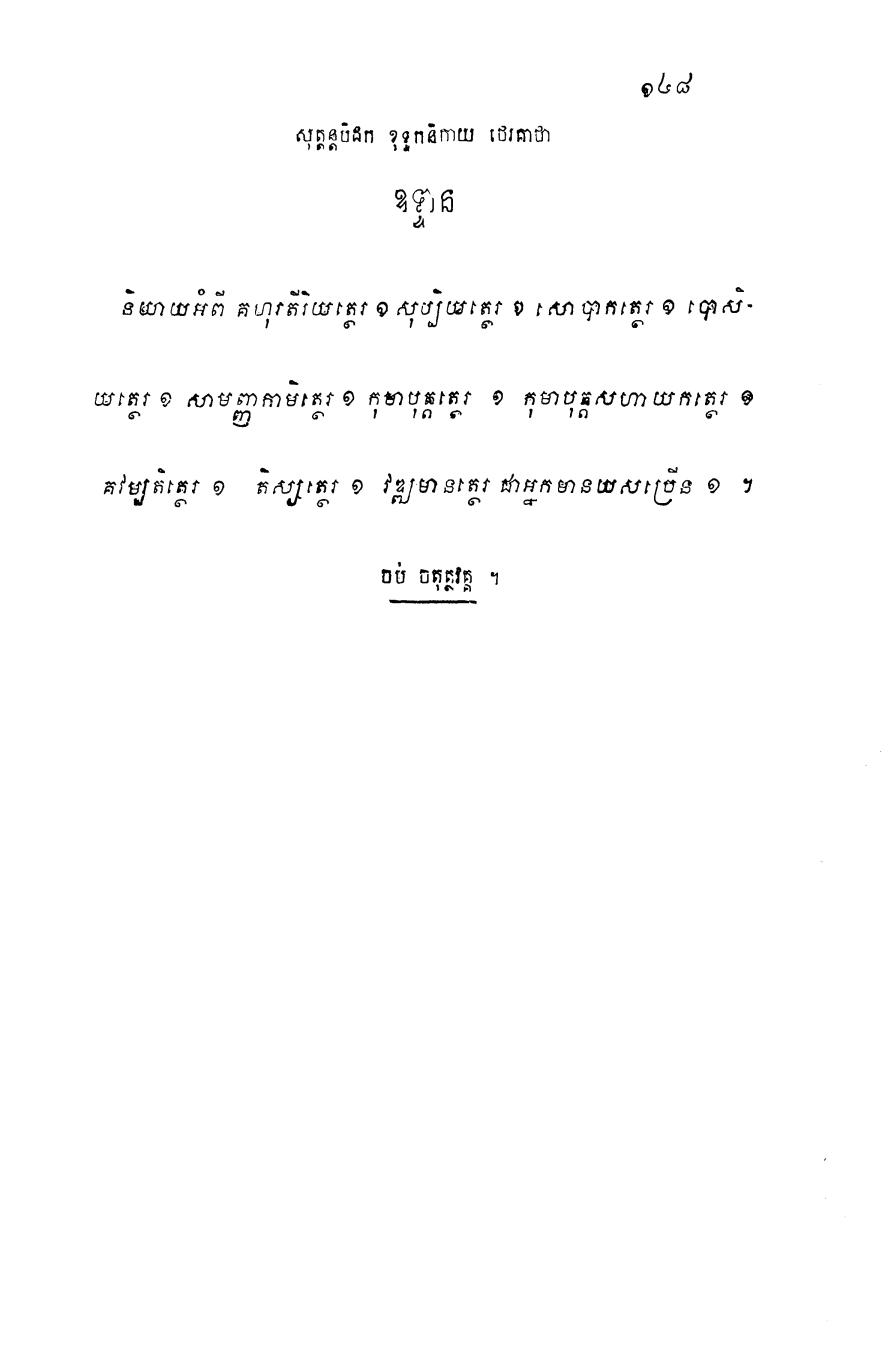 ១៤៨
សុត្តន្តបិដក ខុទ្ទកនិកាយ ថេរគាថា
ឧទ្ទាន
និយាយអំពី គហុរតីរិយត្ថេរ ១ សុប្បិយត្ថេរ ១ សោបាកត្ថេរ ១ បោសិ-
យត្ថេរ ១ សាមញ្ញកានិត្ថេរ ១ កុមាបុត្តត្ថេរ ១ កុមាបុត្តសហាយកត្ថេរ ១
គវម្បតិត្ថេរ ១ តិស្សត្ថេរ ១ វឌ្ឍមានត្ថេរ ជាអ្នកមានយសច្រើន ១ ។
ចប់ ចតុត្ថវគ្គ ។